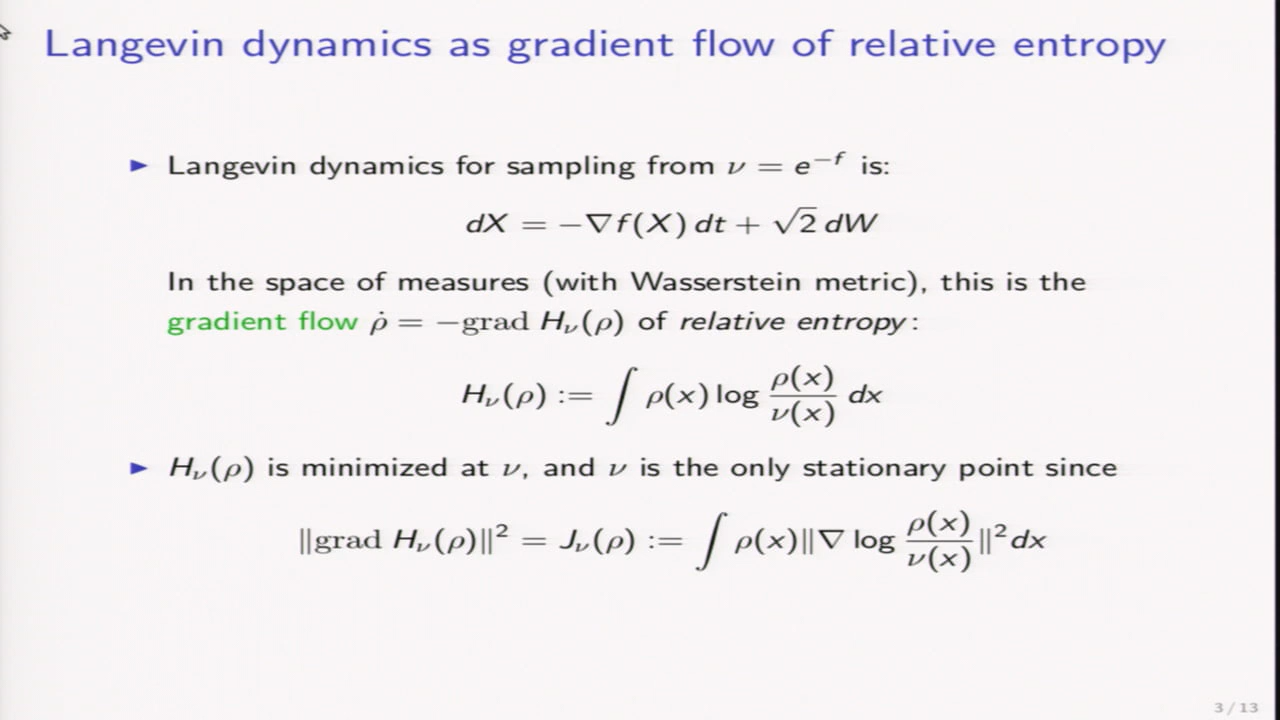 Langevin dynamics as gradient flow of relative entropy
▶ Langevin dynamics for sampling from ν = e^{−f} is:
dX = −∇f(X) dt + √2 dW
In the space of measures (with Wasserstein metric), this is the
gradient flow ρ̇ = −grad H_ν(ρ) of relative entropy:
H_ν(ρ) := ∫ ρ(x) log ρ(x)/ν(x) dx
▶ H_ν(ρ) is minimized at ν, and ν is the only stationary point since
‖grad H_ν(ρ)‖² = J_ν(ρ) := ∫ ρ(x)‖∇ log ρ(x)/ν(x)‖² dx
3 / 13